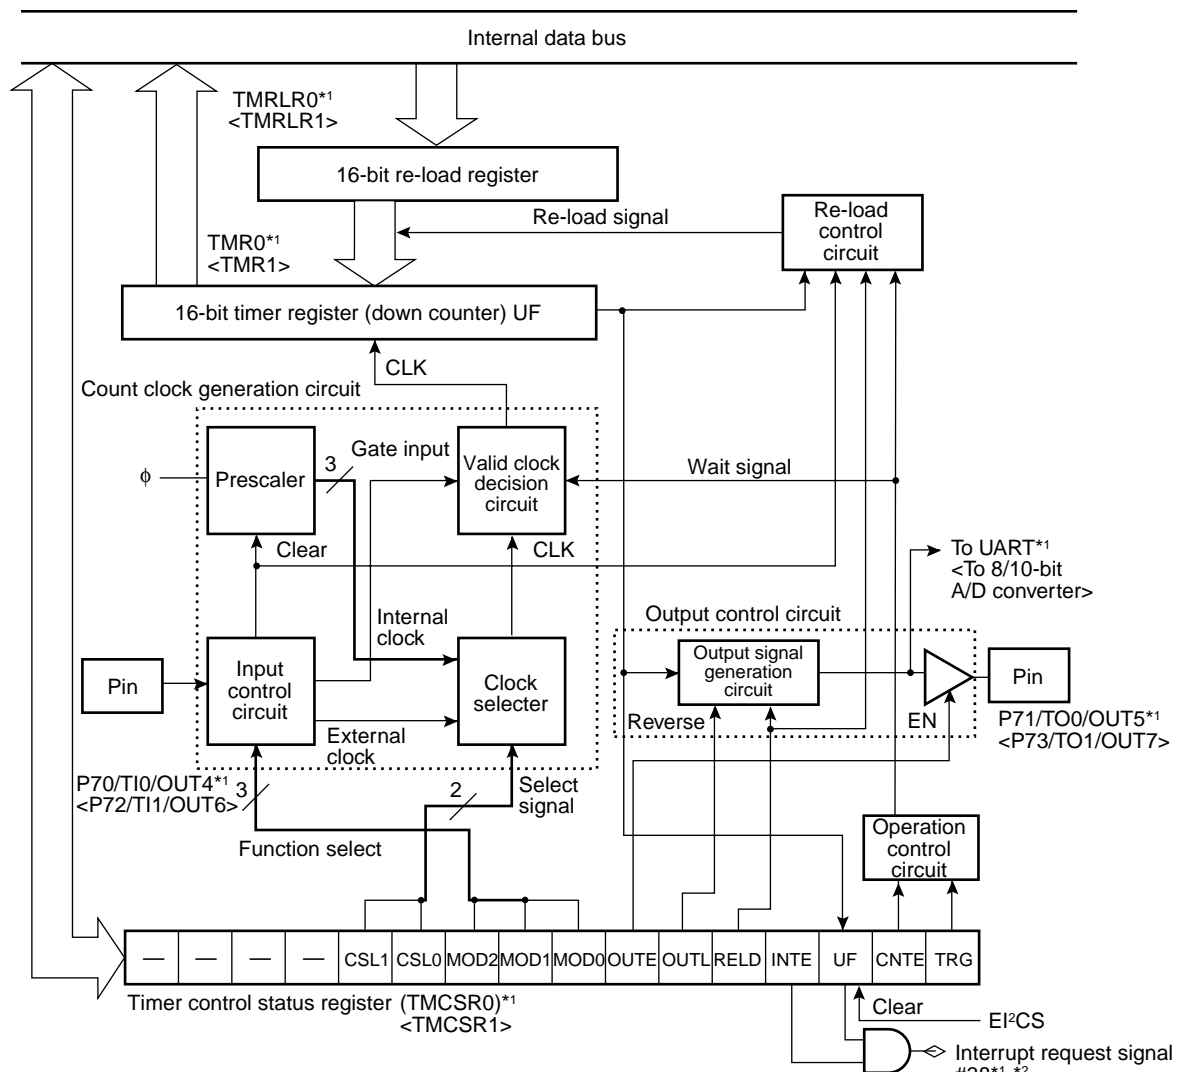 Internal data bus
TMRLR0*1
<TMRLR1>
16-bit re-load register
Re-load signal
Re-load
control
circuit
TMR0*1
<TMR1>
16-bit timer register (down counter) UF
CLK
Count clock generation circuit
3
Gate input
Valid clock
decision
circuit
Wait signal
ϕ
Prescaler
Clear
CLK
To UART*1
<To 8/10-bit
A/D converter>
Internal
clock
Output control circuit
Pin
Input
control
circuit
Clock
selecter
Output signal
generation
circuit
Pin
External
clock
Reverse
EN
P71/TO0/OUT5*1
<P73/TO1/OUT7>
P70/TI0/OUT4*1
<P72/TI1/OUT6>
3
2
Select
signal
Function select
Operation
control
circuit
— — — — CSL1 CSL0 MOD2 MOD1 MOD0 OUTE OUTL RELD INTE UF CNTE TRG
Timer control status register (TMCSR0)*1
<TMCSR1>
Clear
EI²CS
Interrupt request signal